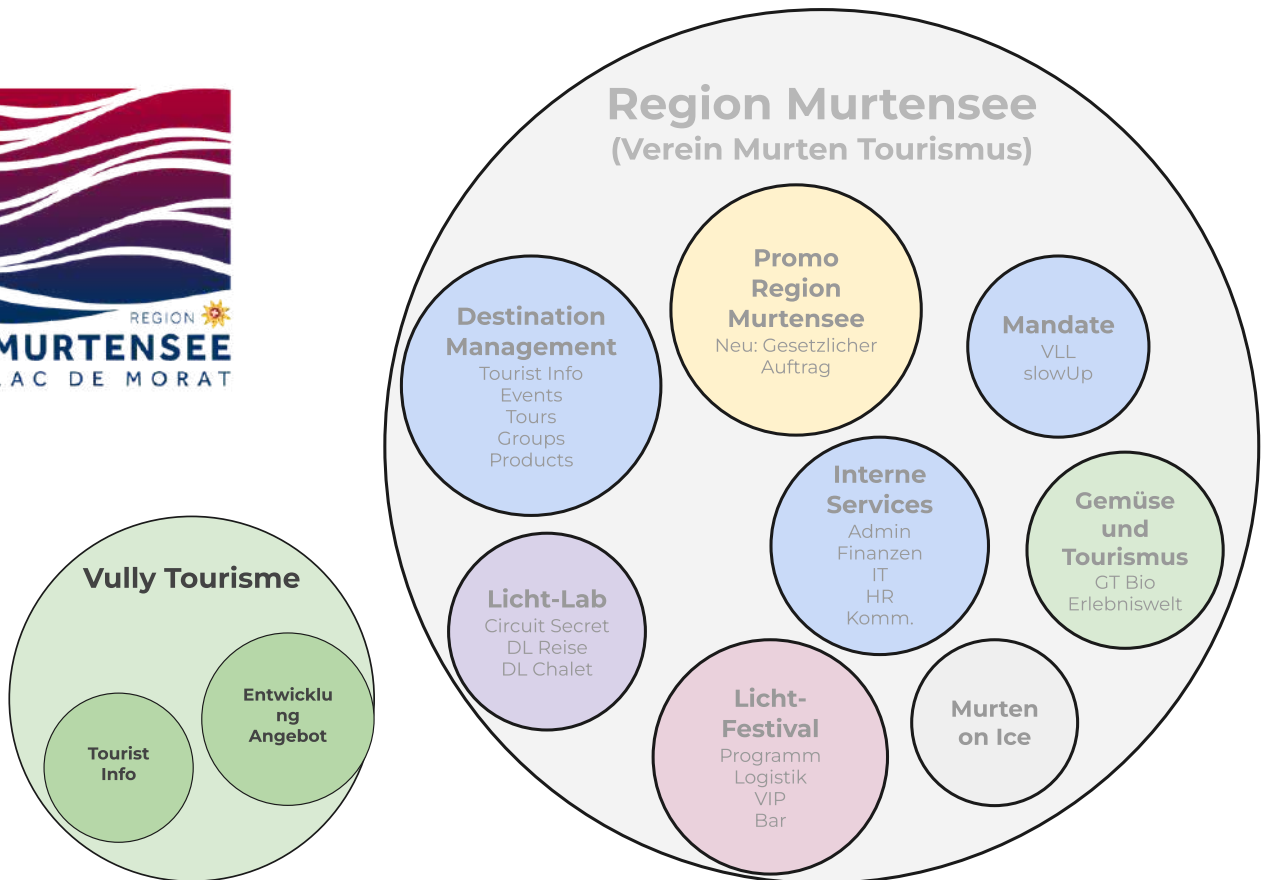 REGION
MURTENSEE
LAC DE MORAT
Region Murtensee
(Verein Murten Tourismus)
Promo
Region
Murtensee
Neu: Gesetzlicher
Auftrag
Destination
Management
Tourist Info
Events
Tours
Groups
Products
Mandate
VLL
slowUp
Interne
Services
Admin
Finanzen
IT
HR
Komm.
Gemüse
und
Tourismus
GT Bio
Erlebniswelt
Licht-Lab
Circuit Secret
DL Reise
DL Chalet
Licht-
Festival
Programm
Logistik
VIP
Bar
Murten
on Ice
Vully Tourisme
Entwicklu
ng
Angebot
Tourist
Info